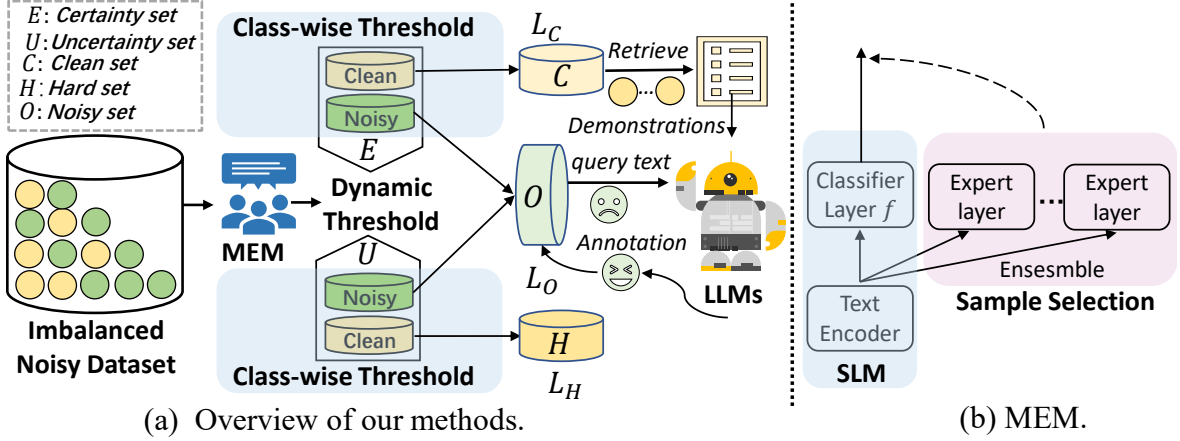 E: Certainty set
U: Uncertainty set
C: Clean set
H: Hard set
O: Noisy set
Imbalanced
Noisy Dataset
MEM
Class-wise Threshold
Clean
Noisy
E
Dynamic
Threshold
U
Noisy
Clean
Class-wise Threshold
L_C
C
Retrieve
...
Demonstrations
O
query text
Annotation
L_O
LLMs
H
L_H
(a) Overview of our methods.
Classifier
Layer f
Expert
layer
...
Expert
layer
Ensesmble
Sample Selection
Text
Encoder
SLM
(b) MEM.